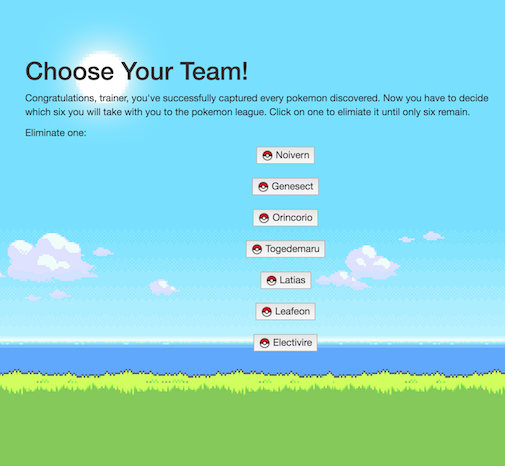 Choose Your Team!
Congratulations, trainer, you've successfully captured every pokemon discovered. Now you have to decide
which six you will take with you to the pokemon league. Click on one to elimiate it until only six remain.
Eliminate one:
Noivern
Genesect
Orincorio
Togedemaru
Latias
Leafeon
Electivire